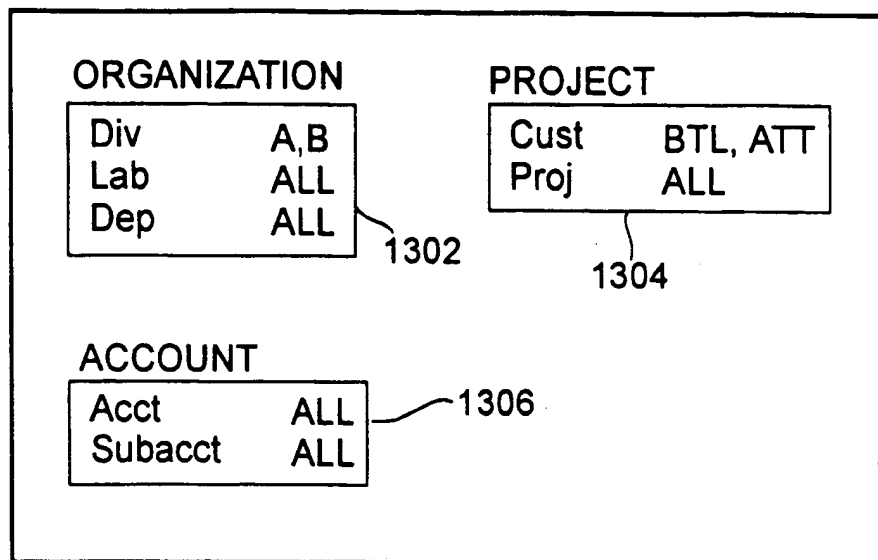 ORGANIZATION
Div A,B
Lab ALL
Dep ALL
1302
PROJECT
Cust BTL, ATT
Proj ALL
1304
ACCOUNT
Acct ALL
Subacct ALL
1306